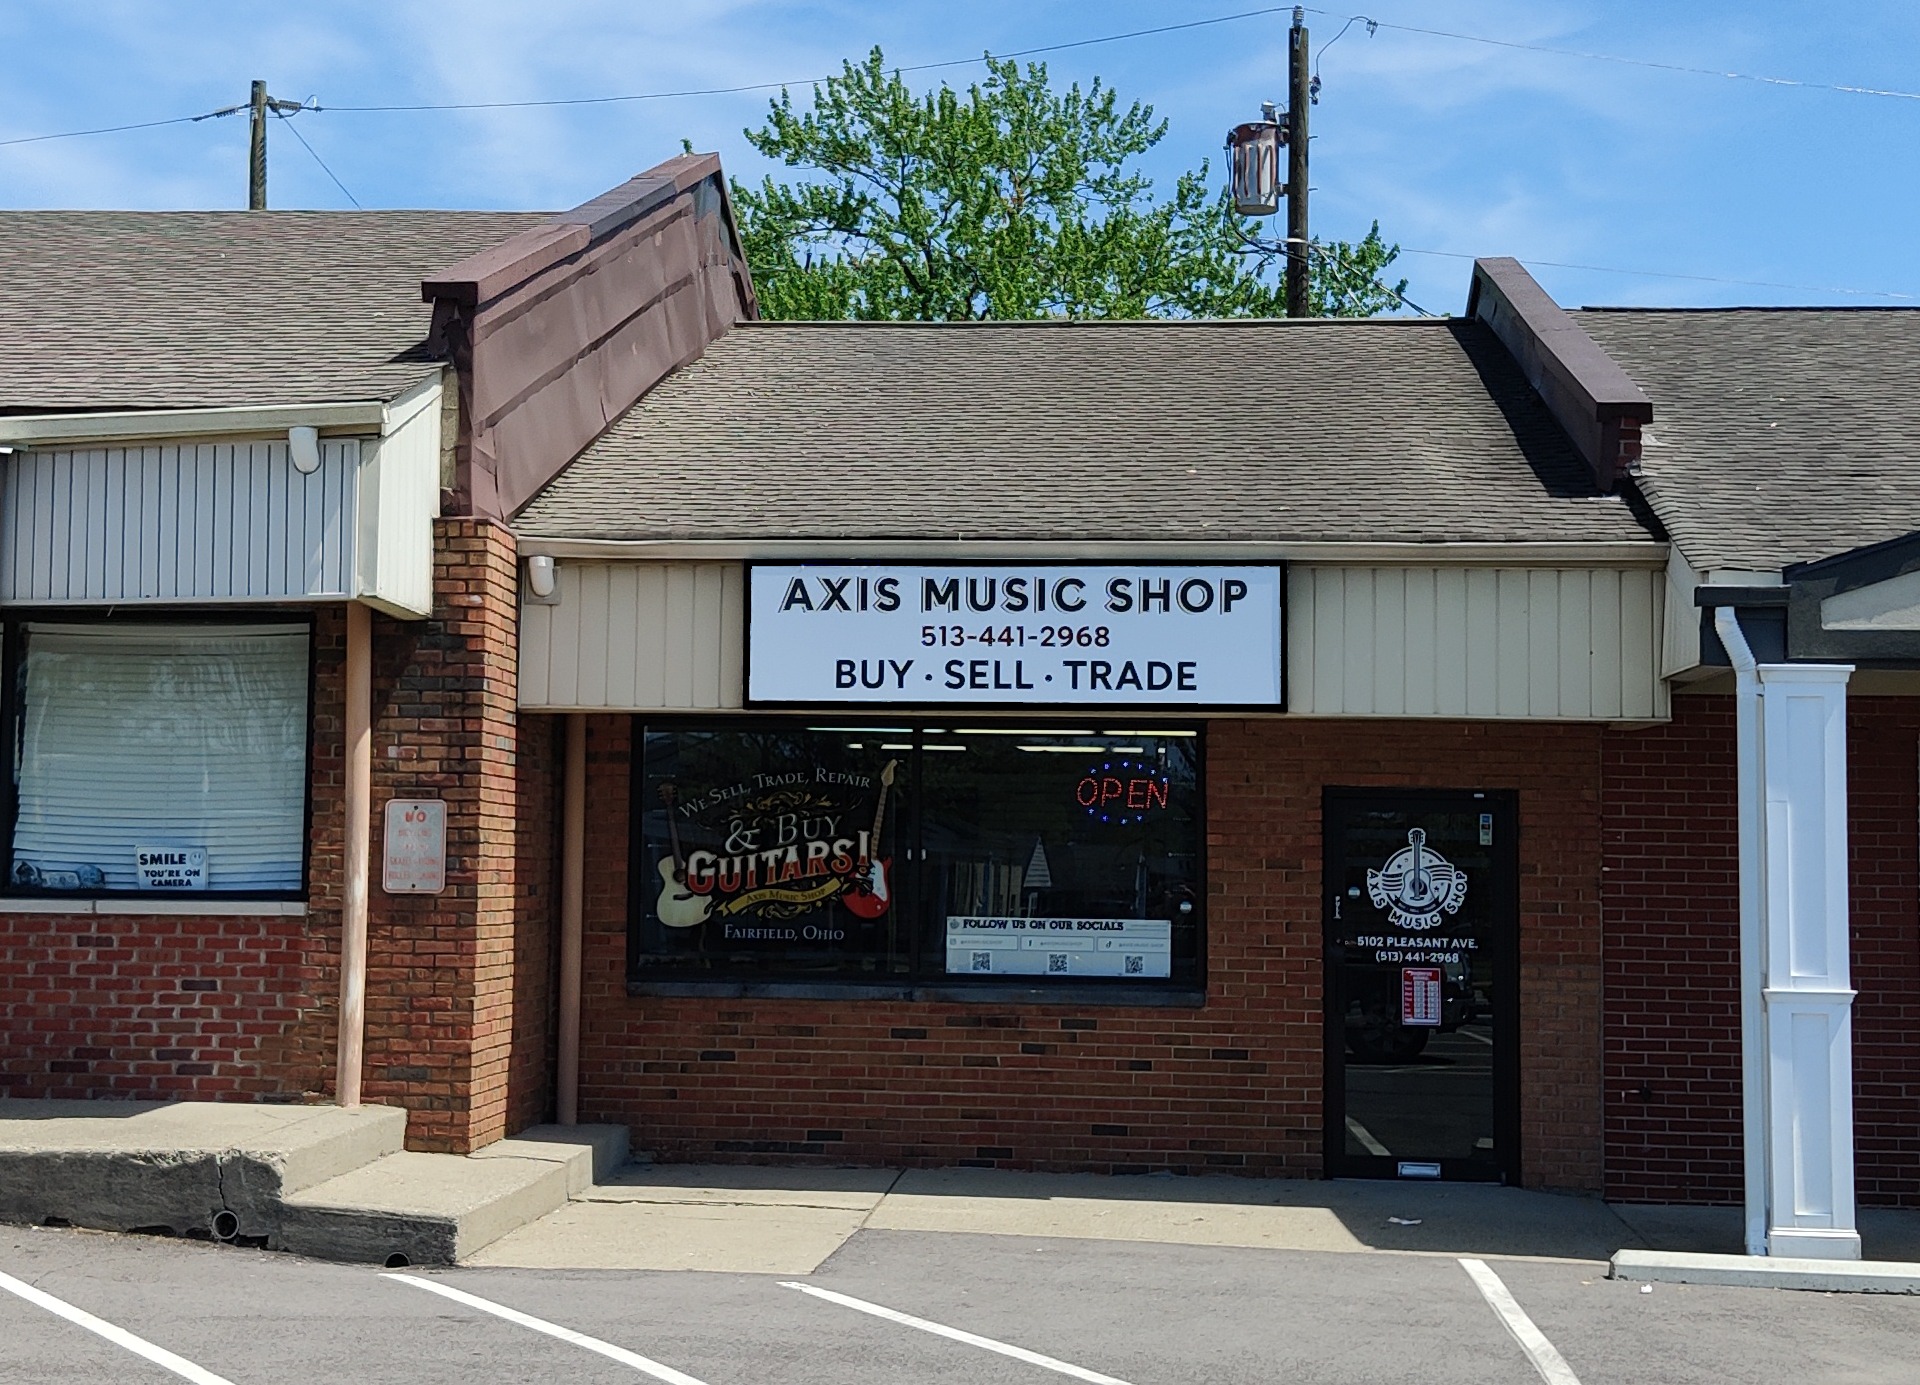 AXIS MUSIC SHOP
513-441-2968
BUY · SELL · TRADE
WE SELL, TRADE, REPAIR
& BUY
GUITARS!
AXIS MUSIC SHOP
FAIRFIELD, OHIO
OPEN
FOLLOW US ON OUR SOCIALS
AXIS MUSIC SHOP
5102 PLEASANT AVE.
(513) 441-2968
SMILE
YOU'RE ON
CAMERA
NO